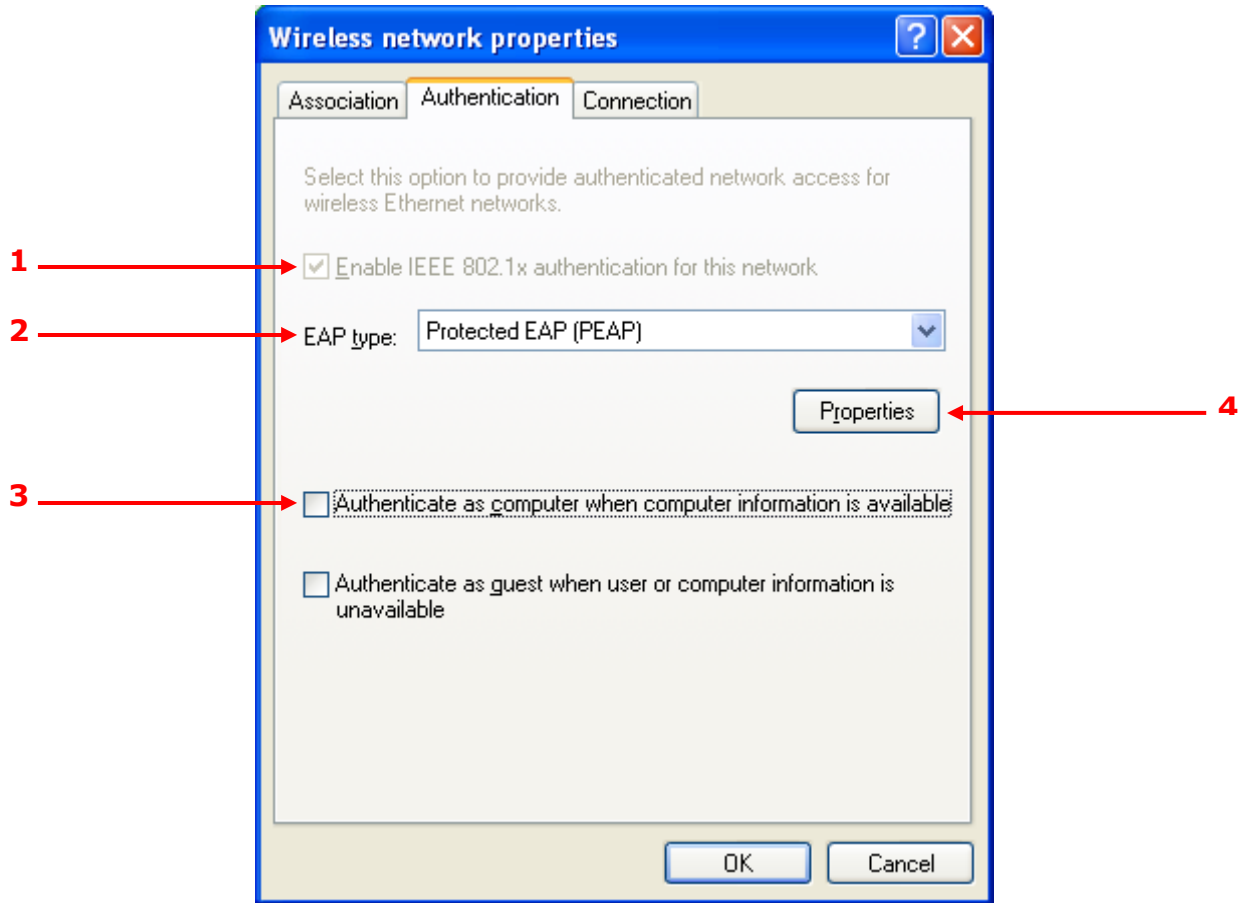 Wireless network properties
Association Authentication Connection
Select this option to provide authenticated network access for
wireless Ethernet networks.
1
Enable IEEE 802.1x authentication for this network
2
EAP type: Protected EAP (PEAP)
Properties
4
3
Authenticate as computer when computer information is available
Authenticate as guest when user or computer information is
unavailable
OK Cancel